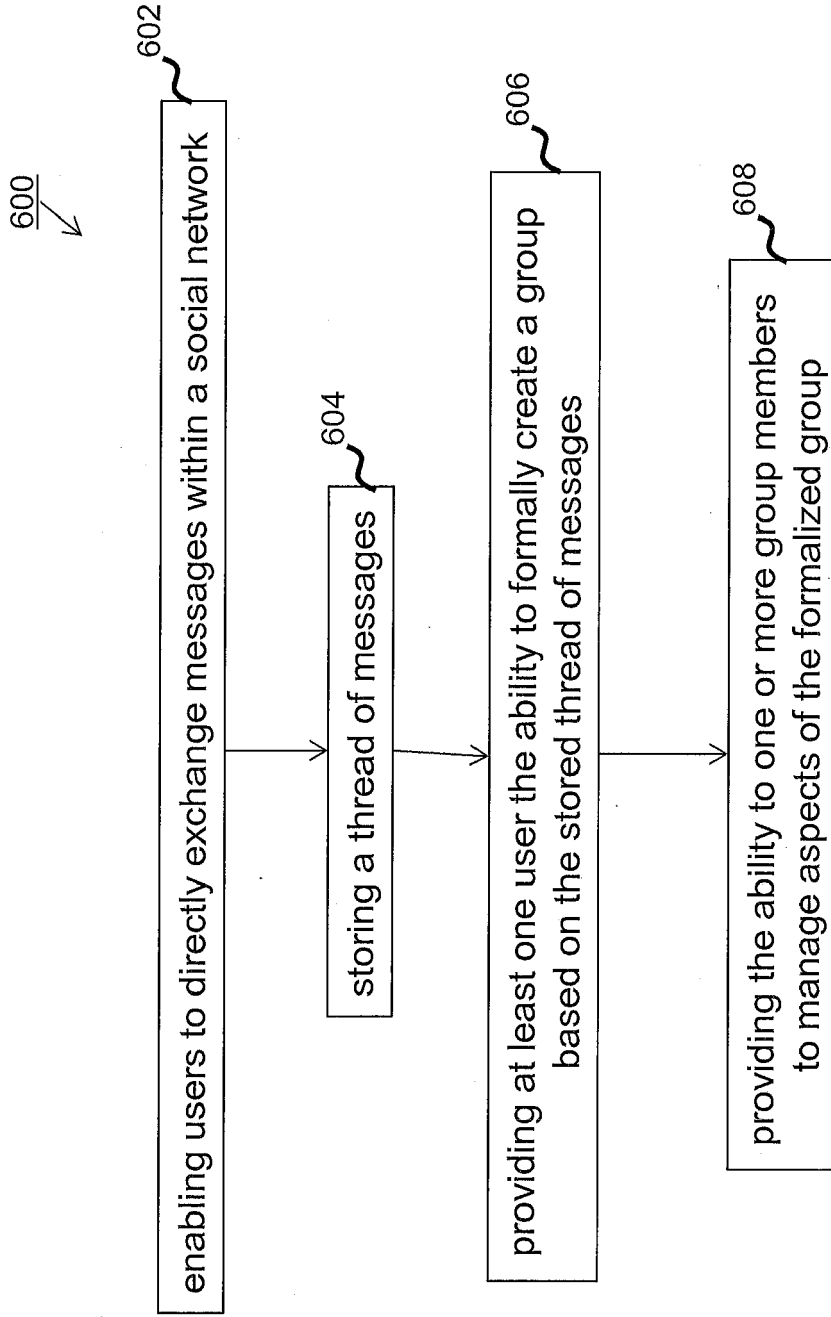 600
602
enabling users to directly exchange messages within a social network
604
storing a thread of messages
606
providing at least one user the ability to formally create a group
based on the stored thread of messages
608
providing the ability to one or more group members
to manage aspects of the formalized group